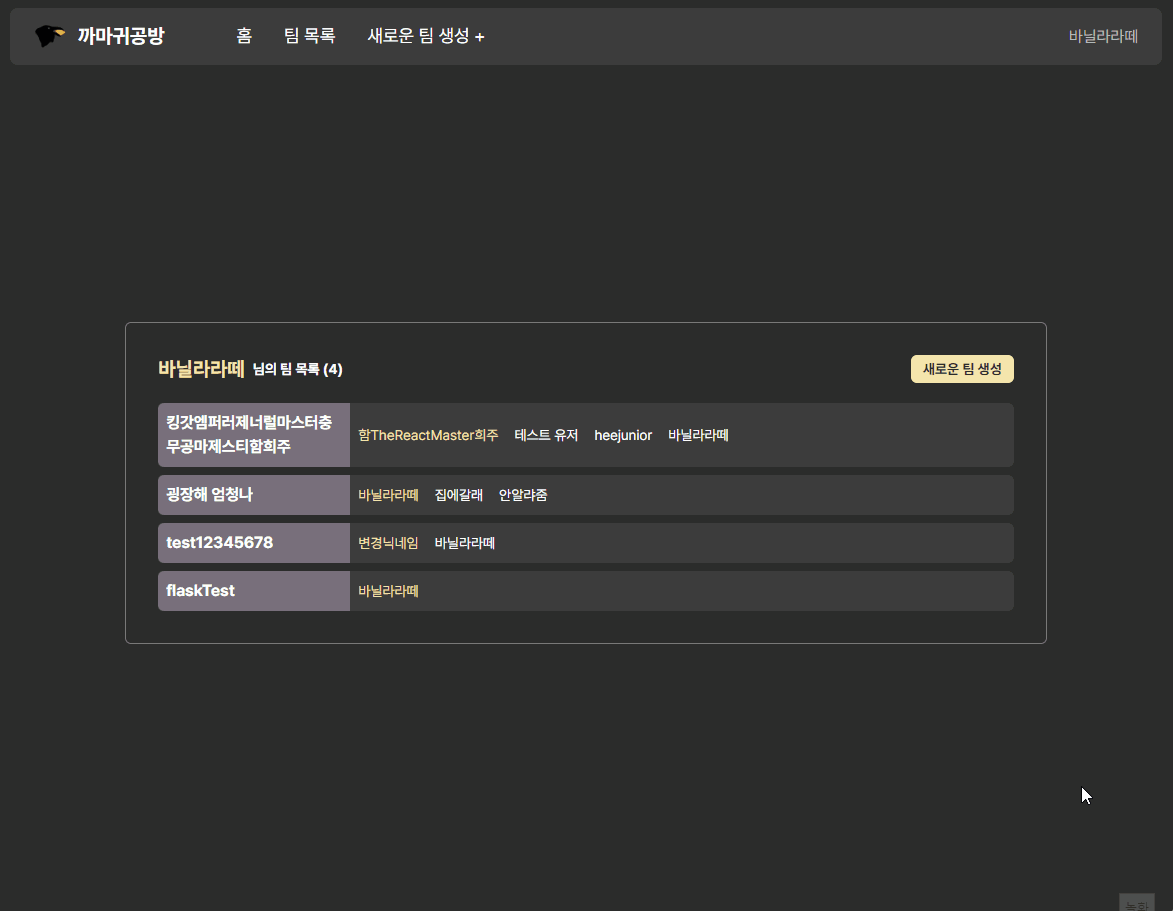 까마귀공방 홈 팀 목록 새로운 팀 생성 + 바닐라라떼
바닐라라떼 님의 팀 목록 (4) 새로운 팀 생성
킹갓엠퍼러제너럴마스터충
무공마제스티함희주
함TheReactMaster희주 테스트 유저 heejunior 바닐라라떼
굉장해 엄청나 바닐라라떼 집에갈래 안알랴줌
test12345678 변경닉네임 바닐라라떼
flaskTest 바닐라라떼
녹화